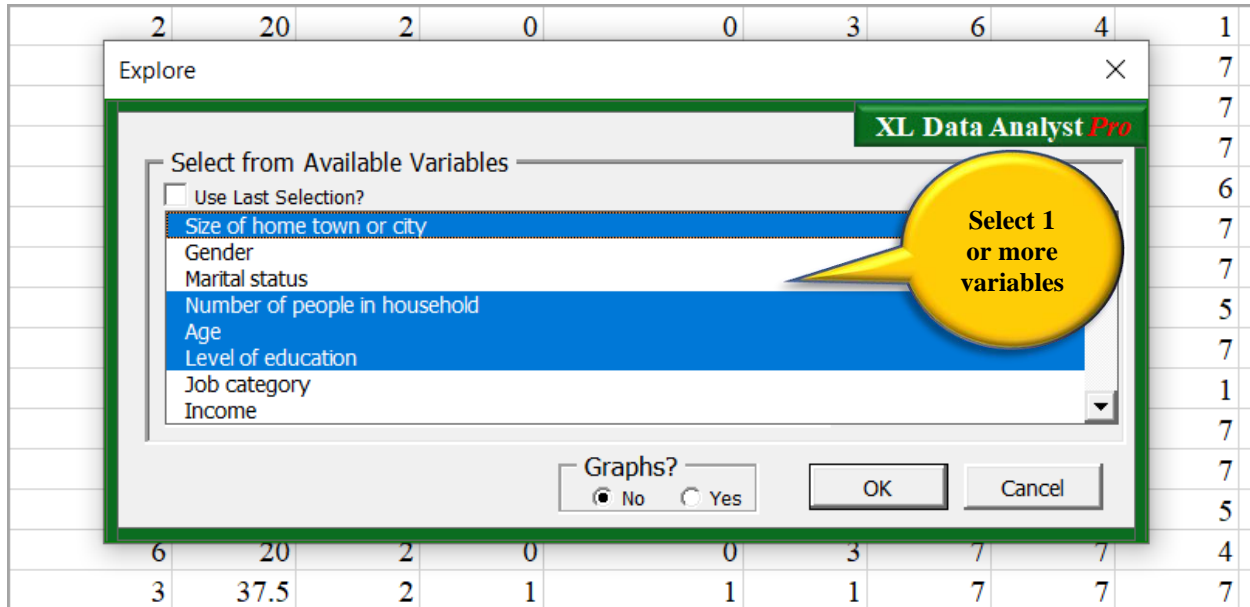 2 20 2 0 0 3 6 4 1
Explore
7
7
XL Data Analyst Pro
7
Select from Available Variables
Use Last Selection?
6
Size of home town or city
7
Gender
Marital status
7
Number of people in household
5
Age
Level of education
7
Job category
1
Income
Select 1
or more
variables
7
Graphs?
7
No Yes
OK
Cancel
5
6 20 2 0 0 3 7 7 4
3 37.5 2 1 1 1 7 7 7